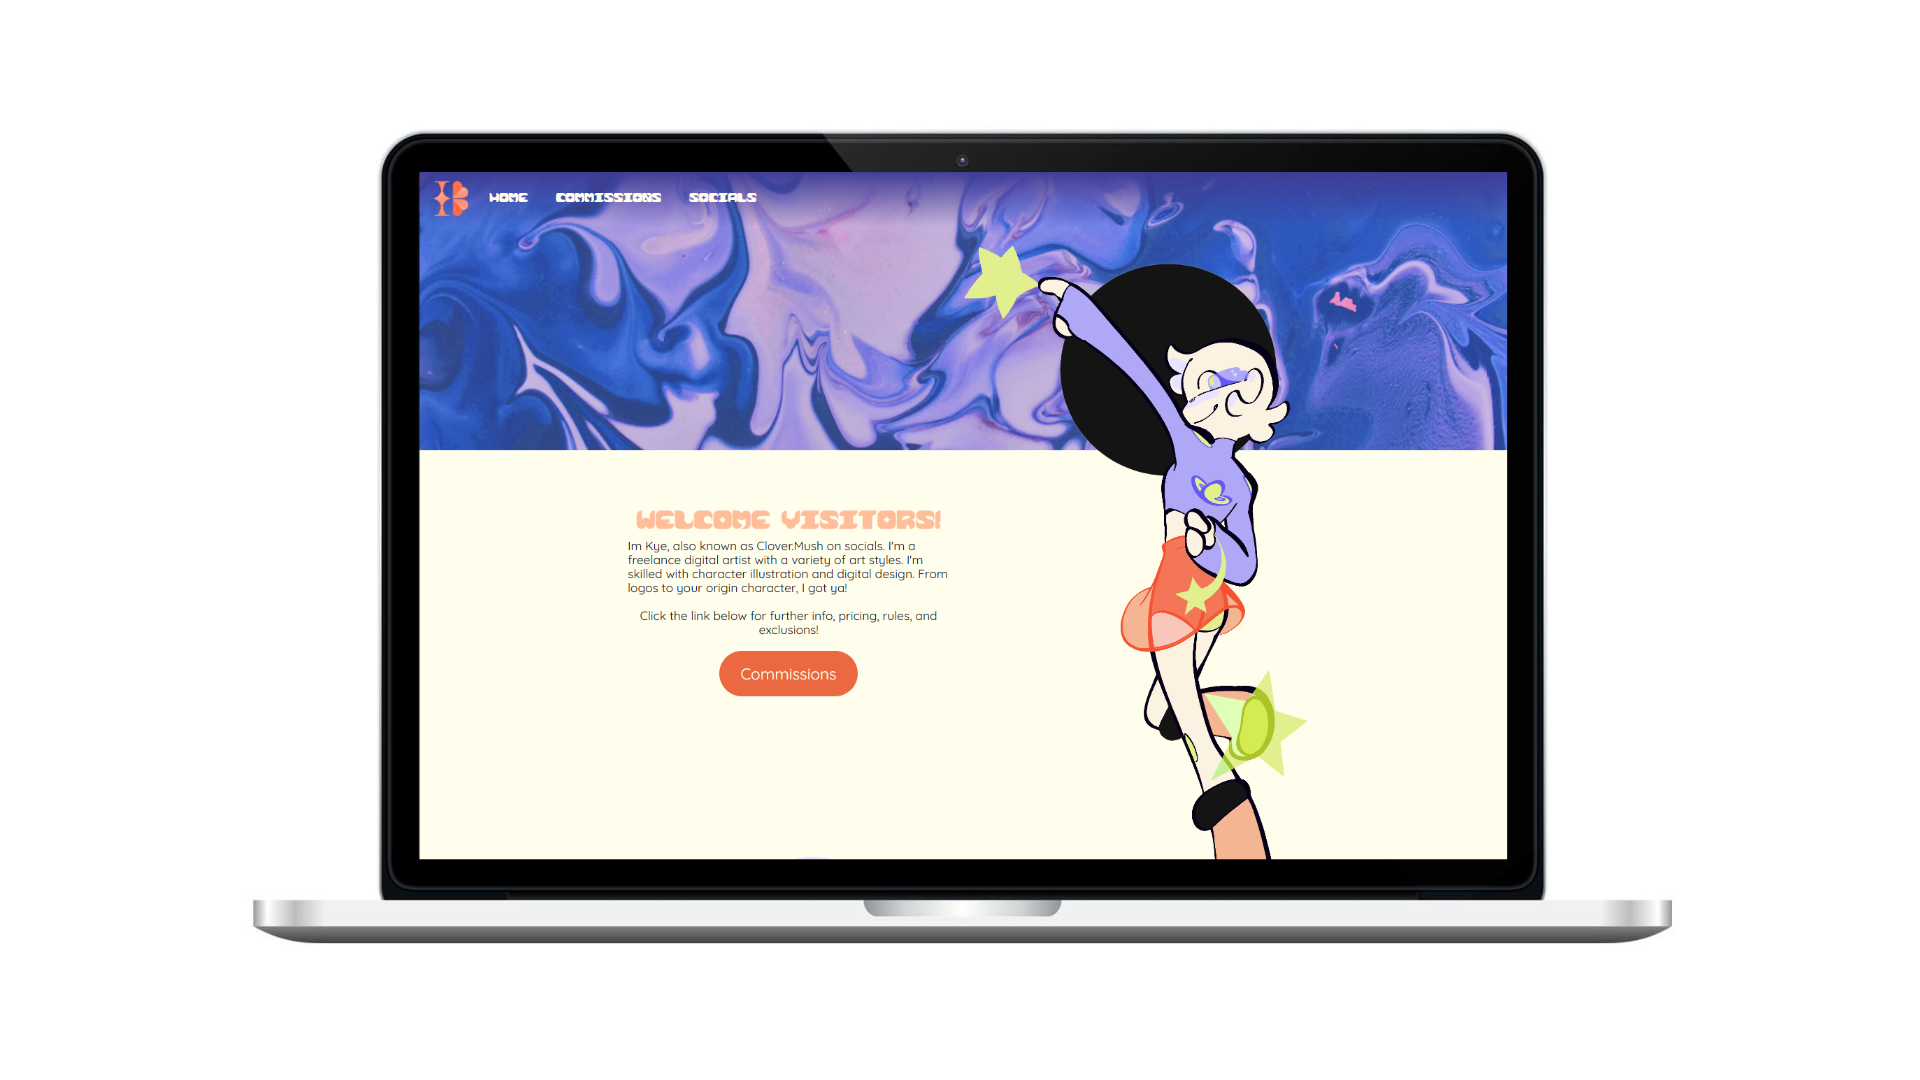 HOME COMMISSIONS SOCIALS
WELCOME VISITORS!
Im Kye, also known as Clover.Mush on socials. I'm a
freelance digital artist with a variety of art styles. I'm
skilled with character illustration and digital design. From
logos to your origin character, I got ya!
Click the link below for further info, pricing, rules, and
exclusions!
Commissions